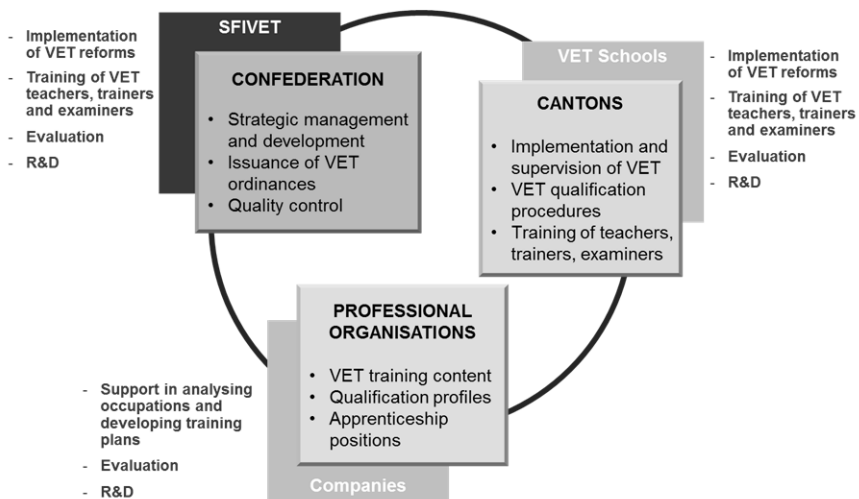 SFIVET
- Implementation
of VET reforms
- Training of VET
teachers, trainers
and examiners
- Evaluation
- R&D
CONFEDERATION
• Strategic management
and development
• Issuance of VET
ordinances
• Quality control
VET Schools
CANTONS
• Implementation and
supervision of VET
• VET qualification
procedures
• Training of teachers,
trainers, examiners
- Implementation
of VET reforms
- Training of VET
teachers, trainers
and examiners
- Evaluation
- R&D
PROFESSIONAL
ORGANISATIONS
• VET training content
• Qualification profiles
• Apprenticeship
positions
Companies
- Support in analysing
occupations and
developing training
plans
- Evaluation
- R&D